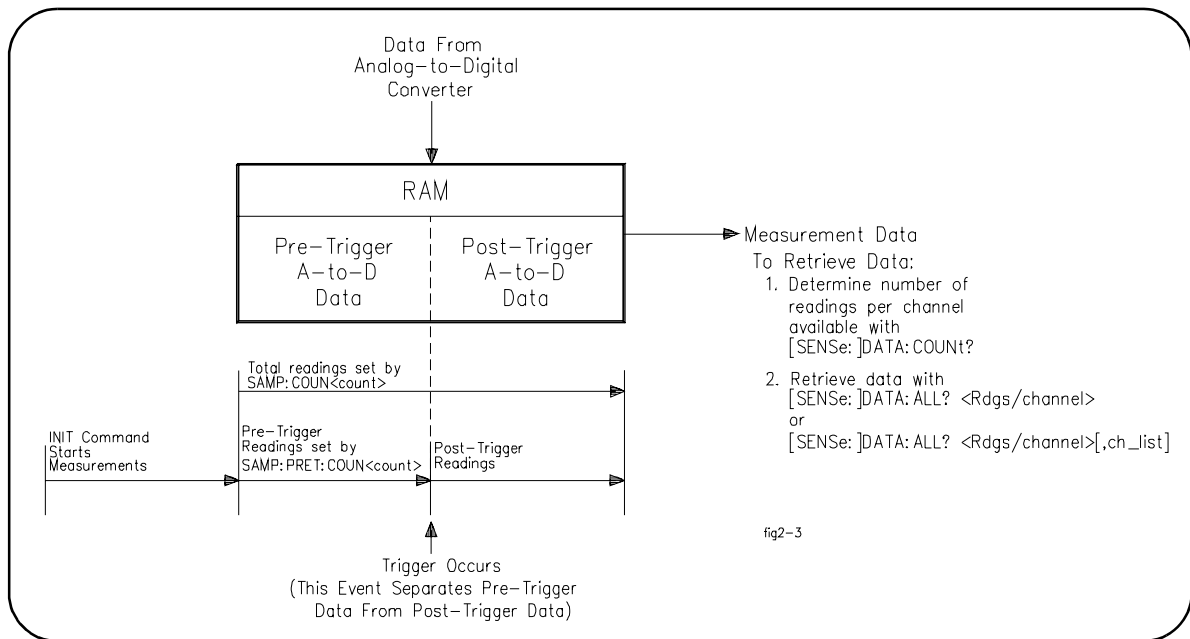 Data From
Analog-to-Digital
Converter
RAM
Pre-Trigger
A-to-D
Data
Post-Trigger
A-to-D
Data
Measurement Data
To Retrieve Data:
1. Determine number of
readings per channel
available with
[SENSe:]DATA:COUNt?
2. Retrieve data with
[SENSe:]DATA:ALL? <Rdgs/channel>
or
[SENSe:]DATA:ALL? <Rdgs/channel>[,ch_list]
Total readings set by
SAMP:COUN<count>
INIT Command
Starts
Measurements
Pre-Trigger
Readings set by
SAMP:PRET:COUN<count>
Post-Trigger
Readings
fig2-3
Trigger Occurs
(This Event Separates Pre-Trigger
Data From Post-Trigger Data)